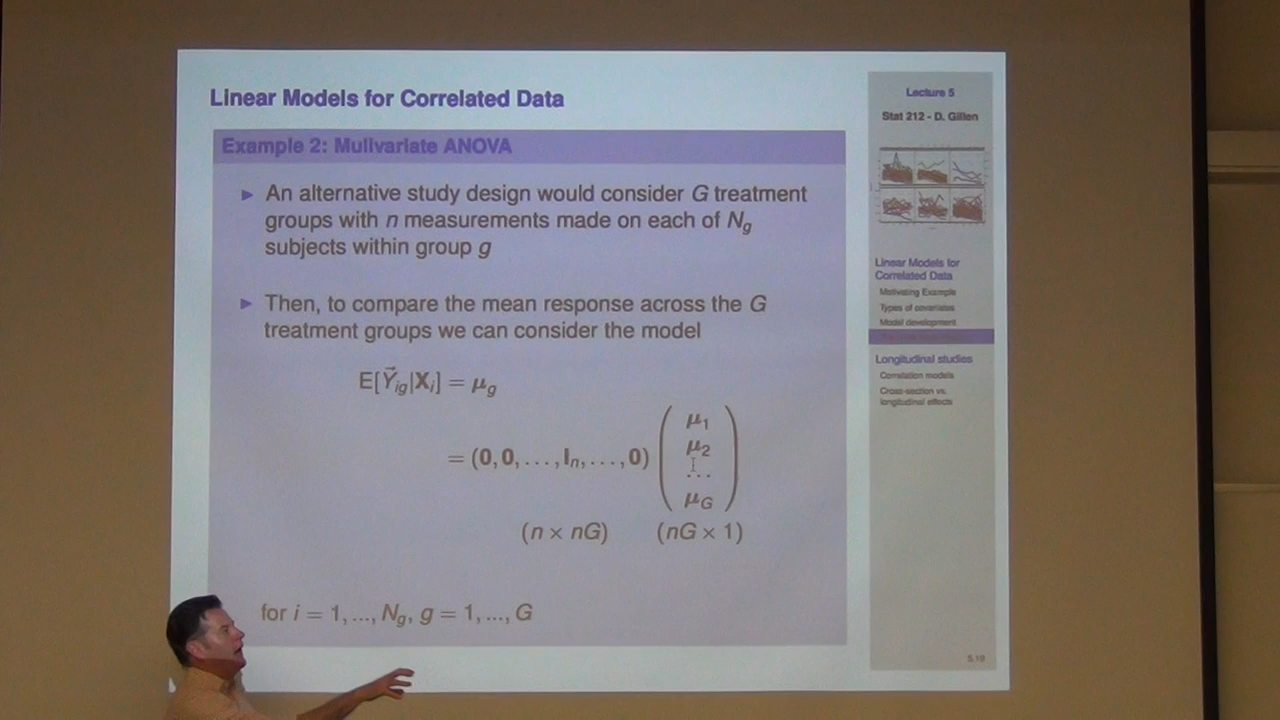 Linear Models for Correlated Data
Example 2: Mulivariate ANOVA
An alternative study design would consider G treatment
groups with n measurements made on each of N_g
subjects within group g
Then, to compare the mean response across the G
treatment groups we can consider the model
E[Y⃗_ig|X_i] = μ_g
= (0, 0, . . . , I_n, . . . , 0) ( μ_1
μ_2
. . .
μ_G )
(n × nG) (nG × 1)
for i = 1, ..., N_g, g = 1, ..., G
Lecture 5
Stat 212 - D. Gillen
Linear Models for
Correlated Data
Motivating Example
Types of covariates
Model development
Longitudinal studies
Correlation models
Cross-section vs.
longitudinal effects
5.19